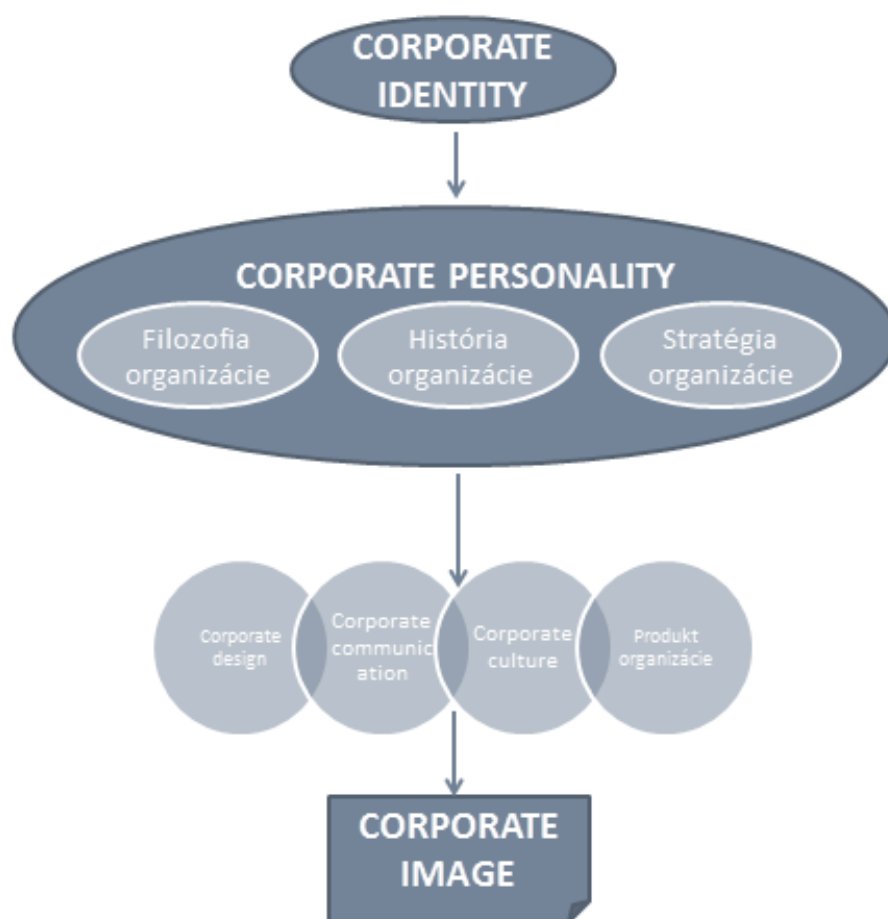 CORPORATE
IDENTITY
CORPORATE PERSONALITY
Filozofia
organizácie
História
organizácie
Stratégia
organizácie
Corporate
design
Corporate
communic
ation
Corporate
culture
Produkt
organizácie
CORPORATE
IMAGE